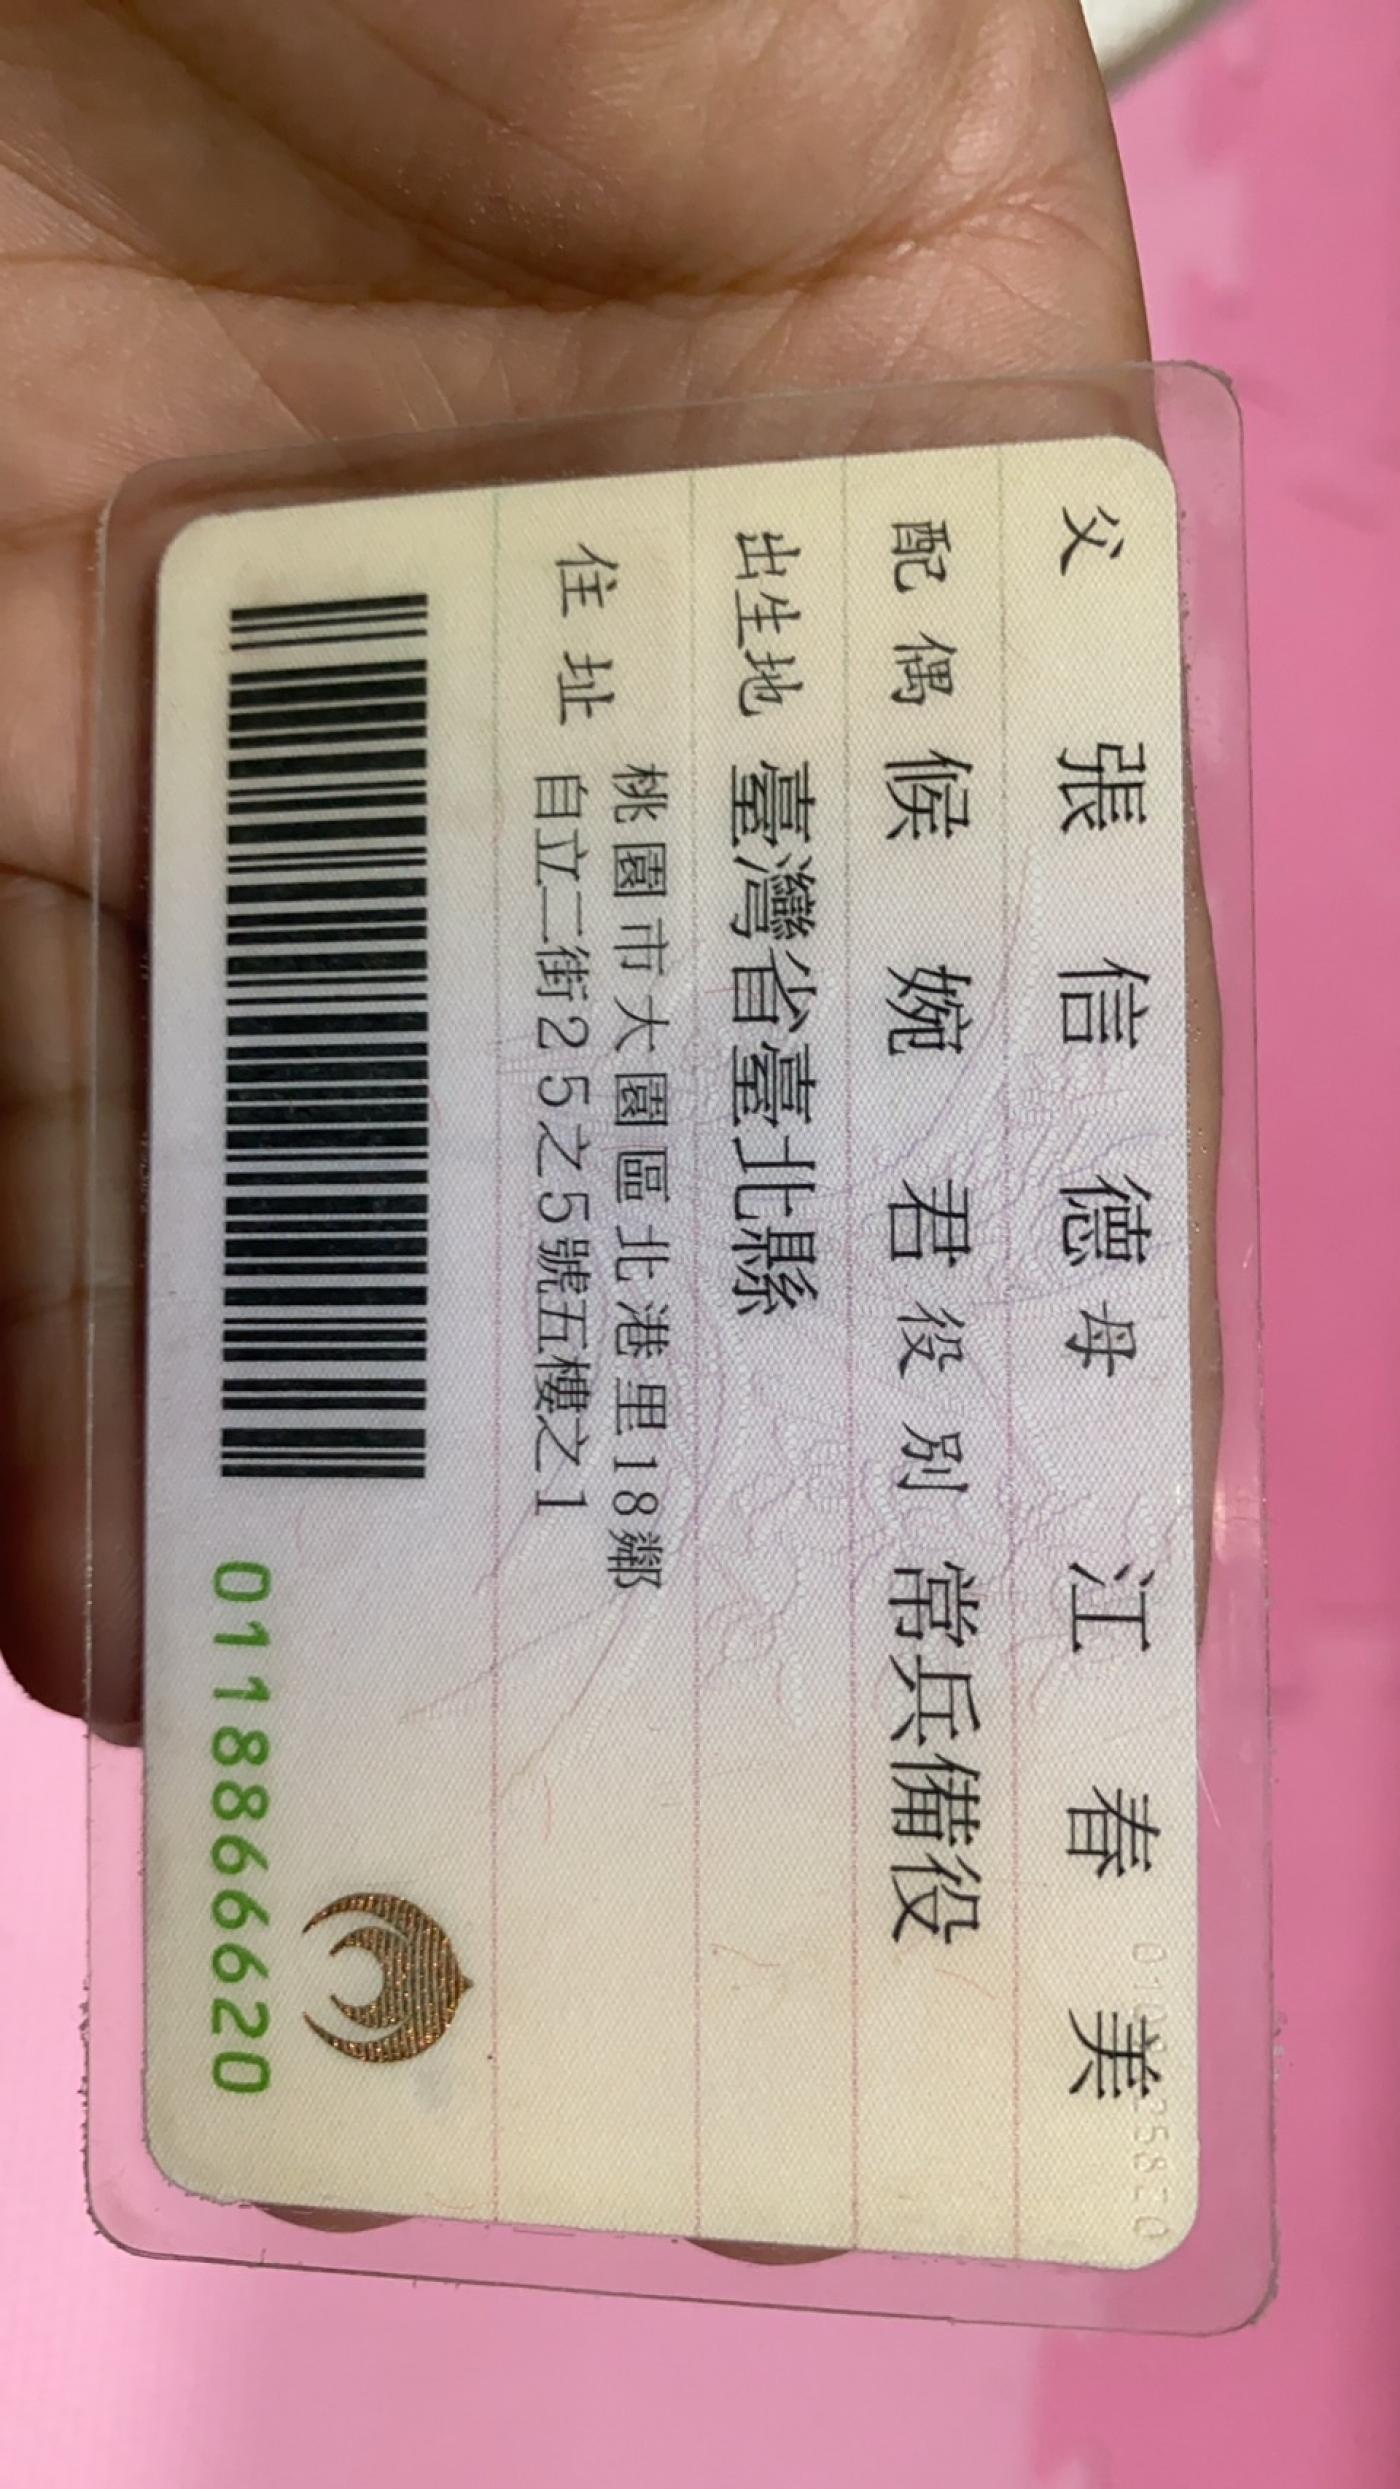 父 張信德 母 江春美
配偶 侯婉君 役別 常兵備役
出生地 臺灣省臺北縣
住址 桃園市大園區北港里18鄰
自立二街25之5號五樓之1
0118866620